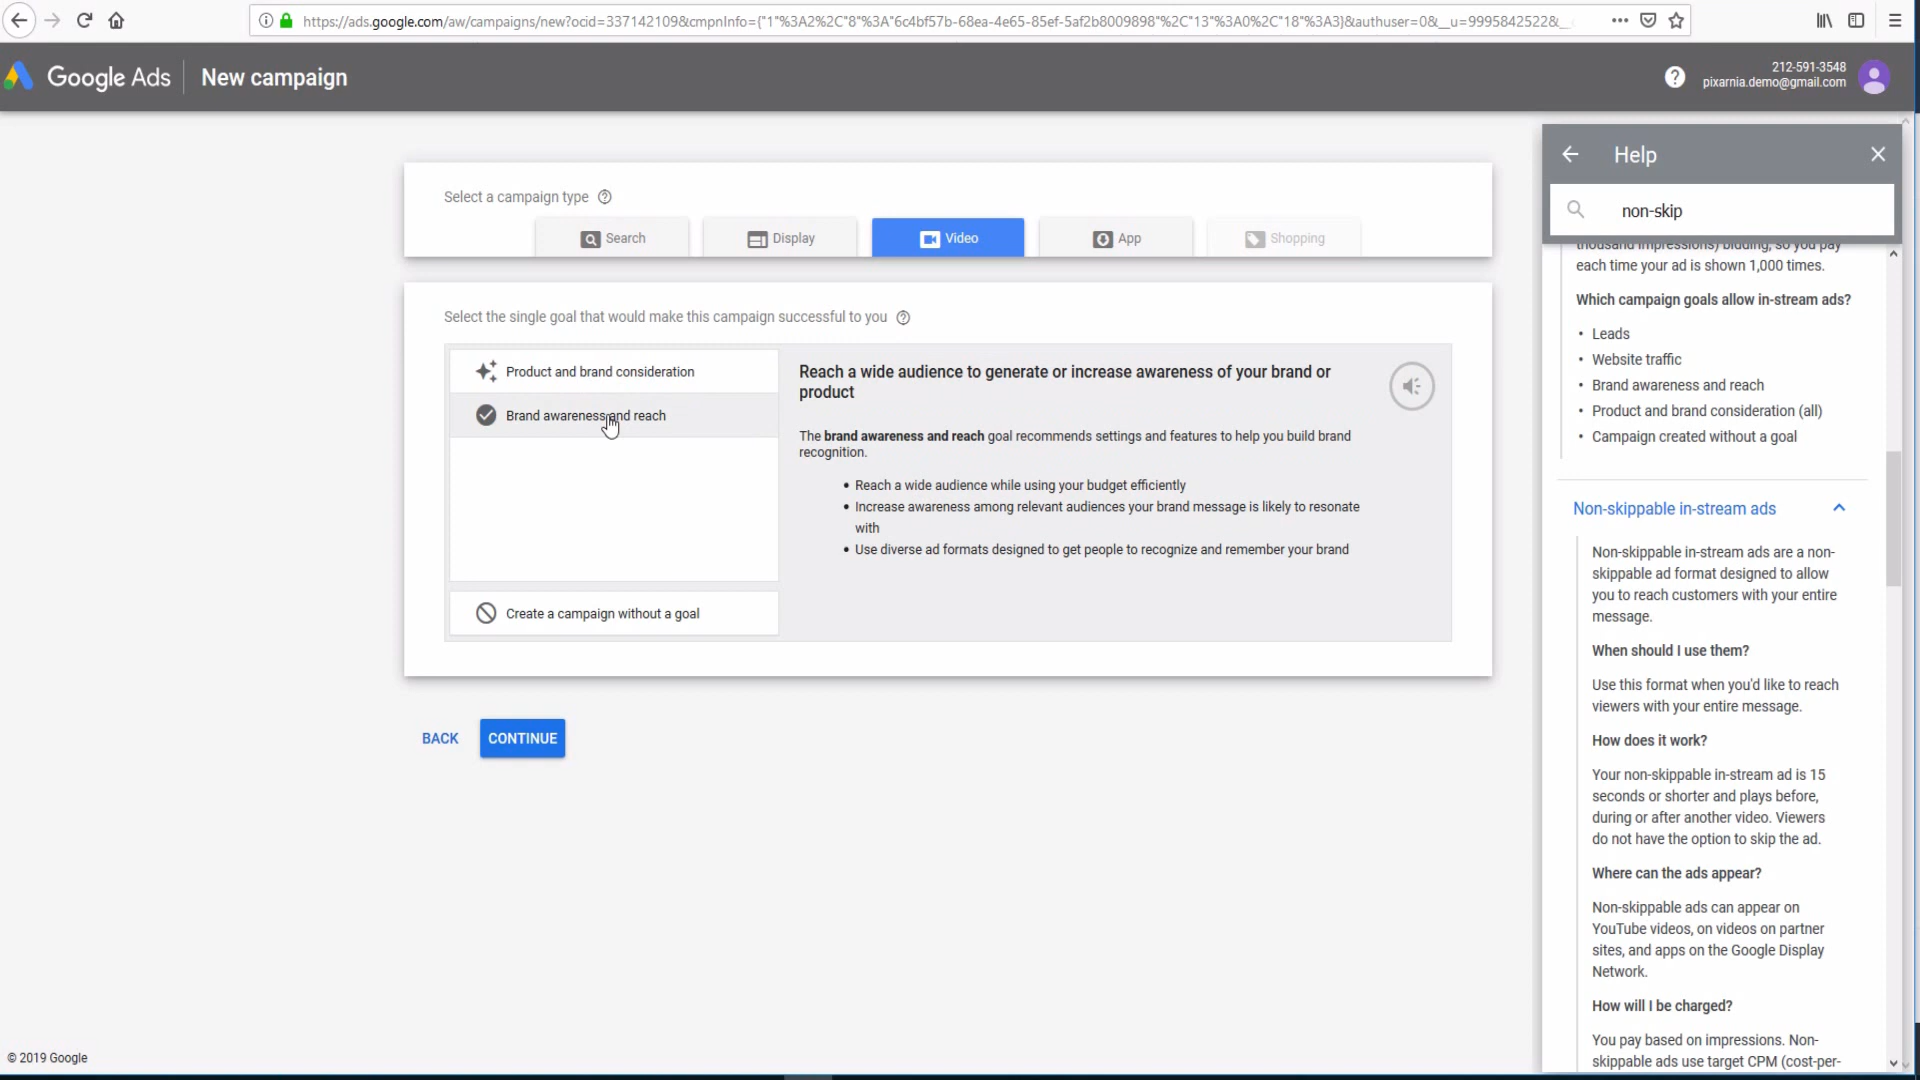 https://ads.google.com/aw/campaigns/new?ocid=337142109&cmpnInfo={"1"%3A2%2C"8"%3A"6c4bf57b-68ea-4e65-85ef-5af2b8009898"%2C"13"%3A0%2C"18"%3A3}&authuser=0&__u=9995842522&_
Google Ads
New campaign
212-591-3548
pixarnia.demo@gmail.com
Select a campaign type
Search
Display
Video
App
Shopping
Select the single goal that would make this campaign successful to you
Product and brand consideration
Brand awareness and reach
Create a campaign without a goal
Reach a wide audience to generate or increase awareness of your brand or
product
The brand awareness and reach goal recommends settings and features to help you build brand
recognition.
• Reach a wide audience while using your budget efficiently
• Increase awareness among relevant audiences your brand message is likely to resonate
with
• Use diverse ad formats designed to get people to recognize and remember your brand
BACK
CONTINUE
Help
non-skip
thousand impressions) bidding, so you pay
each time your ad is shown 1,000 times.
Which campaign goals allow in-stream ads?
• Leads
• Website traffic
• Brand awareness and reach
• Product and brand consideration (all)
• Campaign created without a goal
Non-skippable in-stream ads
Non-skippable in-stream ads are a non-
skippable ad format designed to allow
you to reach customers with your entire
message.
When should I use them?
Use this format when you'd like to reach
viewers with your entire message.
How does it work?
Your non-skippable in-stream ad is 15
seconds or shorter and plays before,
during or after another video. Viewers
do not have the option to skip the ad.
Where can the ads appear?
Non-skippable ads can appear on
YouTube videos, on videos on partner
sites, and apps on the Google Display
Network.
How will I be charged?
You pay based on impressions. Non-
skippable ads use target CPM (cost-per-
© 2019 Google